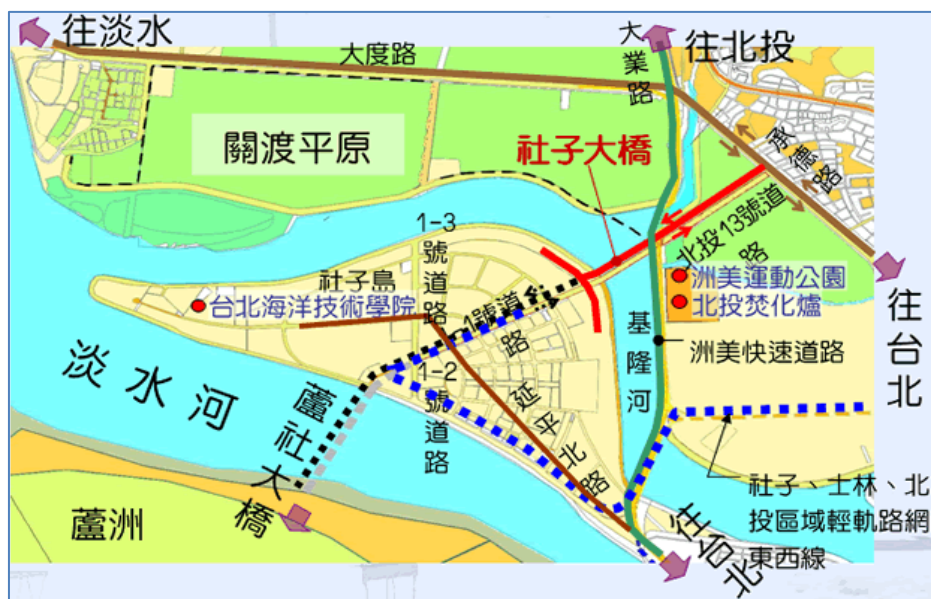 往淡水
大度路
大業路
往北投
關渡平原
社子大橋
承德路
北投13號道路
1-3號道路
社子島
台北海洋技術學院
1號道路
洲美運動公園
北投焚化爐
往台北
基隆河
洲美快速道路
淡水河
1-2號道路
延平北路
蘆社大橋
社子、士林、北
投區域輕軌路網
東西線
蘆洲
往台北